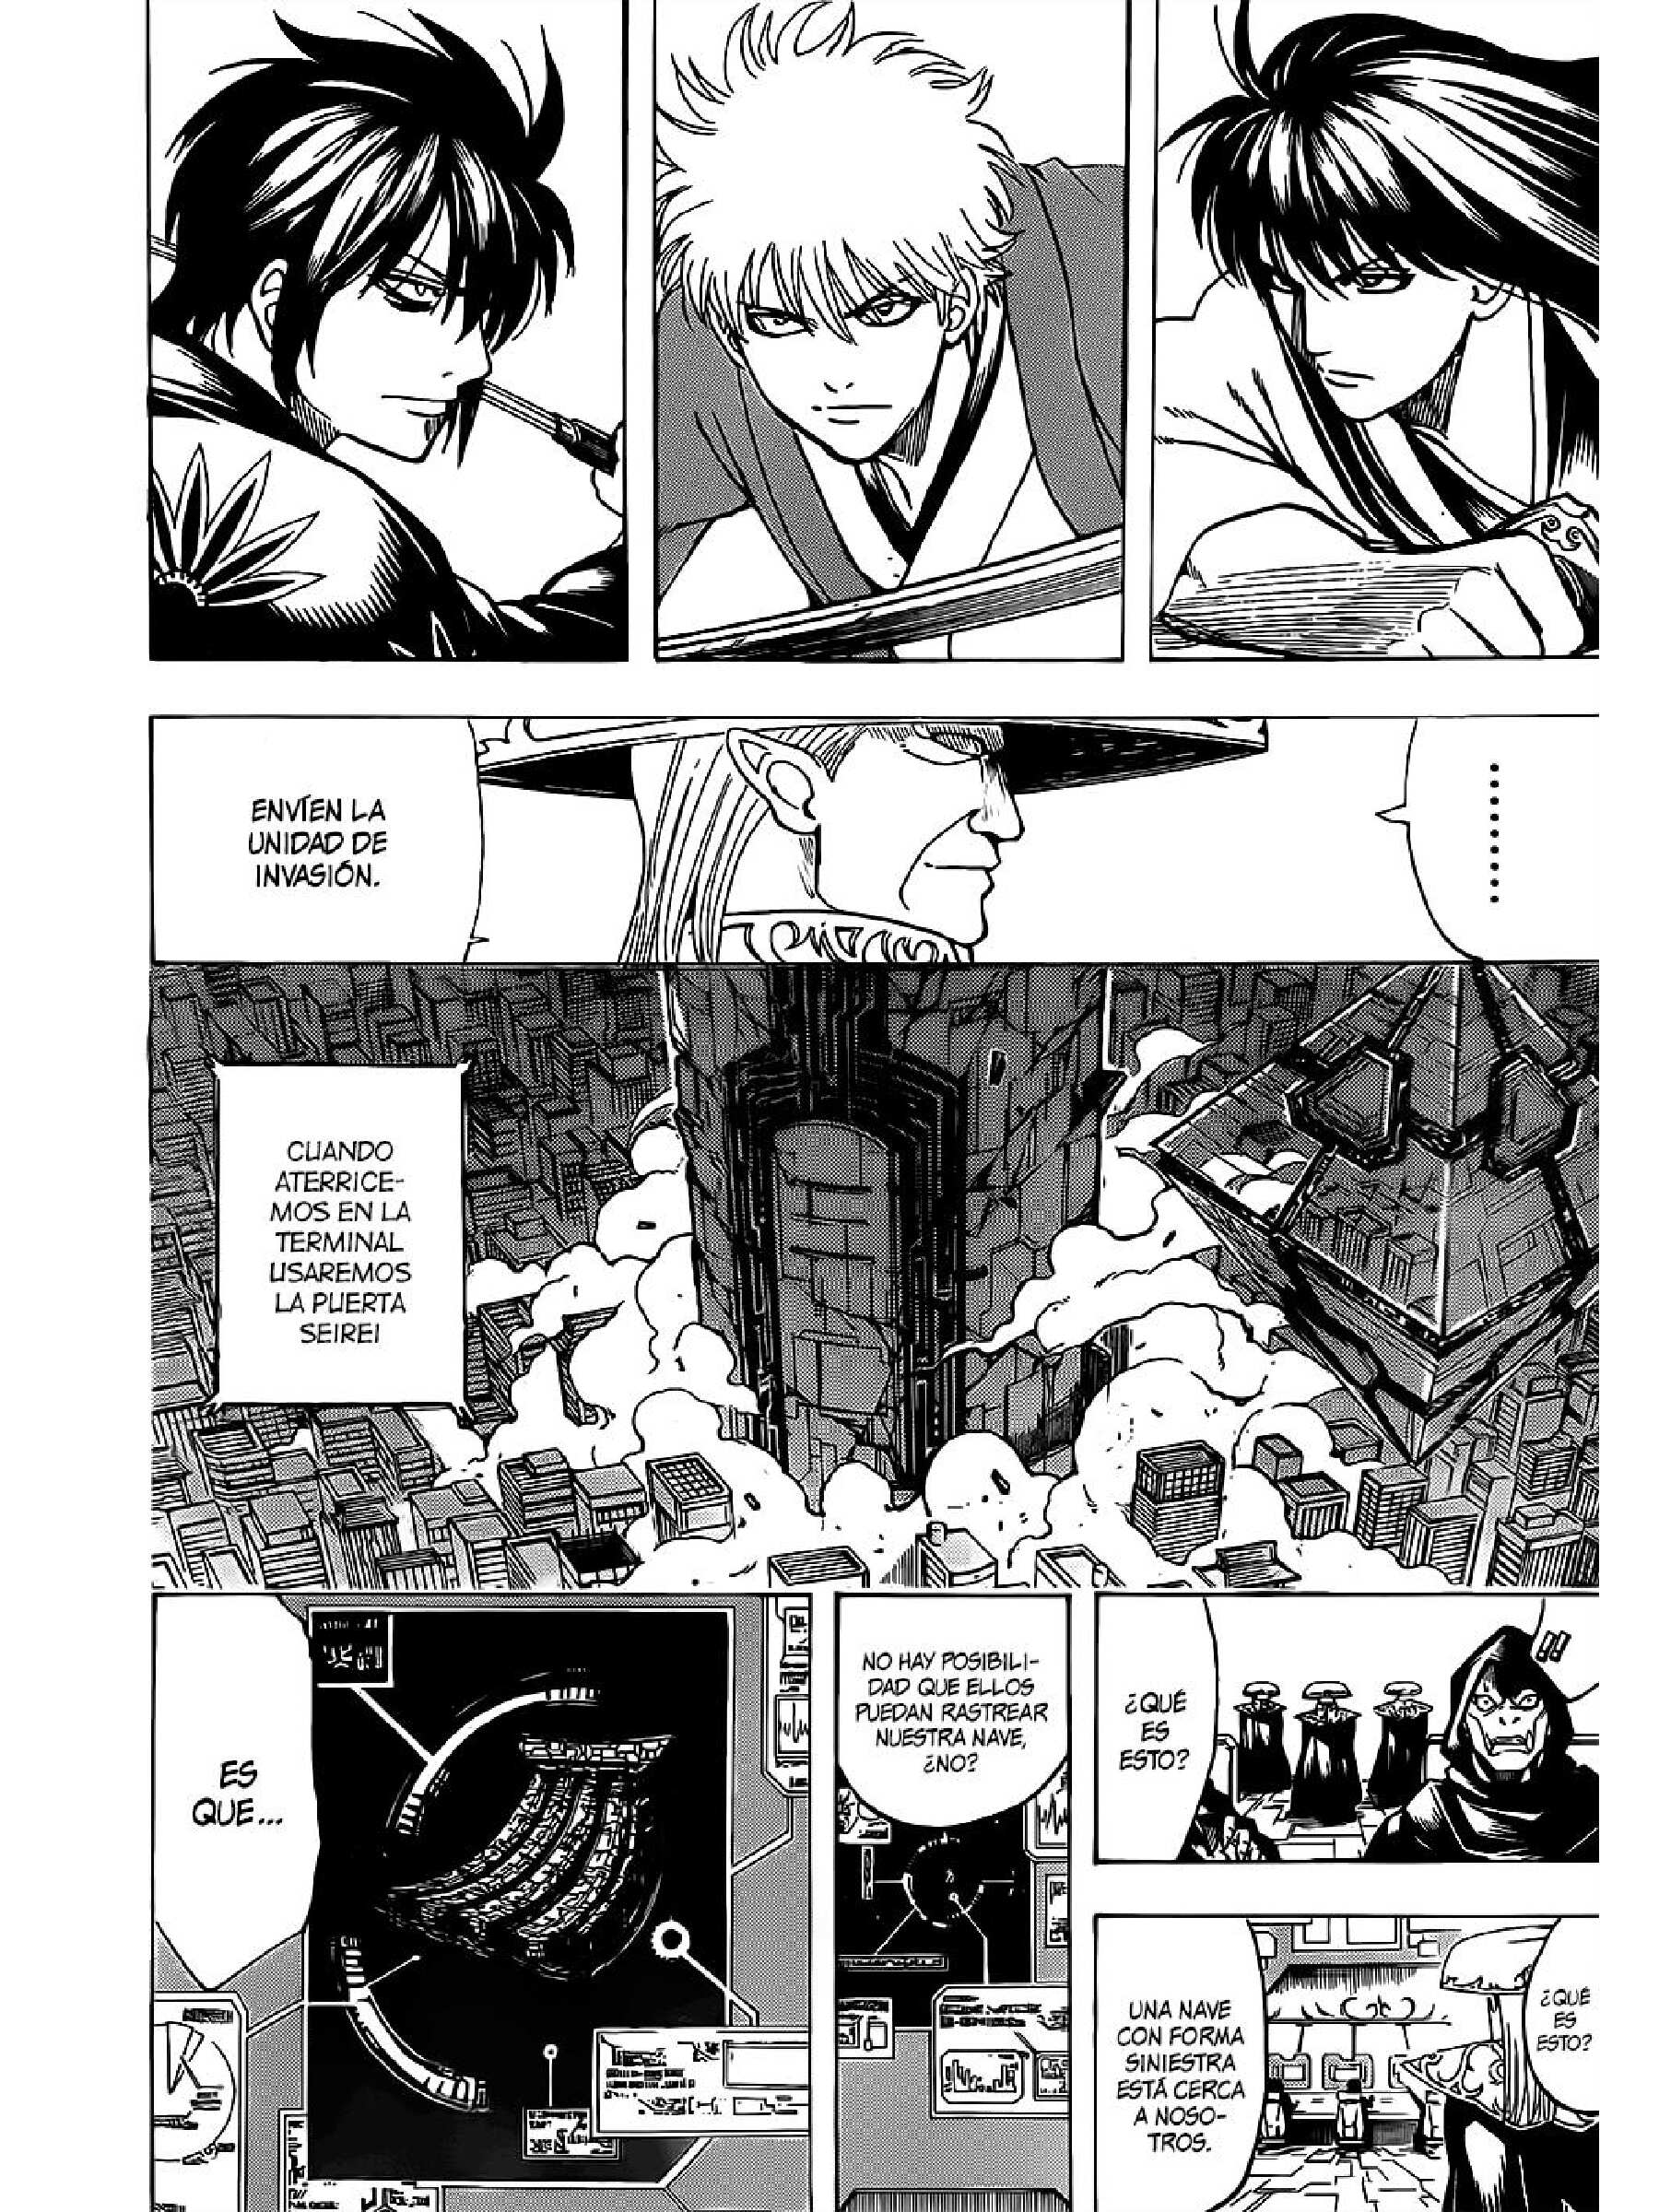 ENVÍEN LA
UNIDAD DE
INVASIÓN.
CUANDO
ATERRICE-
MOS EN LA
TERMINAL
USAREMOS
LA PUERTA
SEIREI
!!
¿QUÉ
ES
ESTO?
¿QUÉ
ES
ESTO?
UNA NAVE
CON FORMA
SINIESTRA
ESTÁ CERCA
A NOSO-
TROS.
NO HAY POSIBILI-
DAD QUE ELLOS
PUEDAN RASTREAR
NUESTRA NAVE,
¿NO?
ES
QUE...